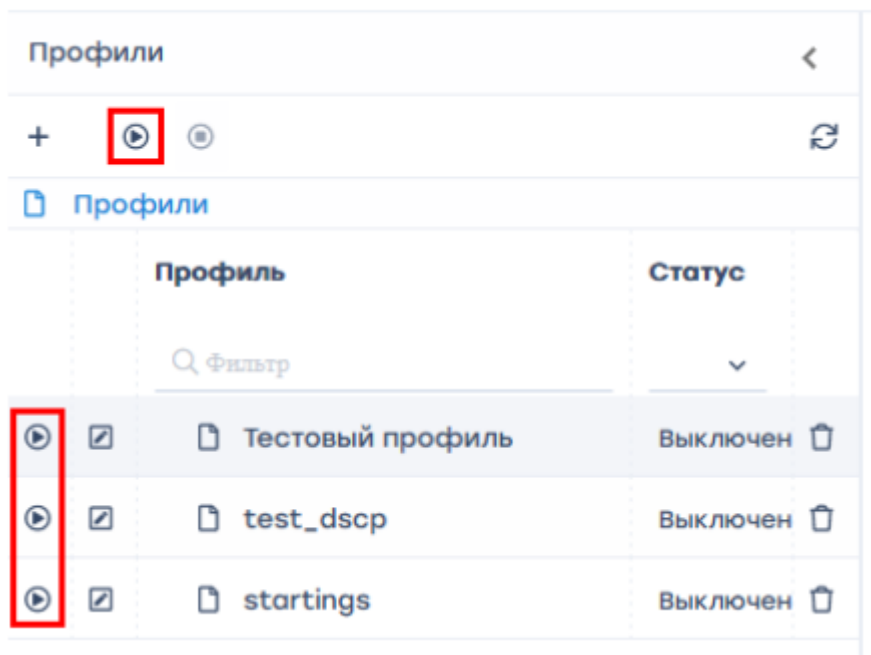 Профили
Профили
Профиль Статус
Фильтр
Тестовый профиль Выключен
test_dscp Выключен
startings Выключен